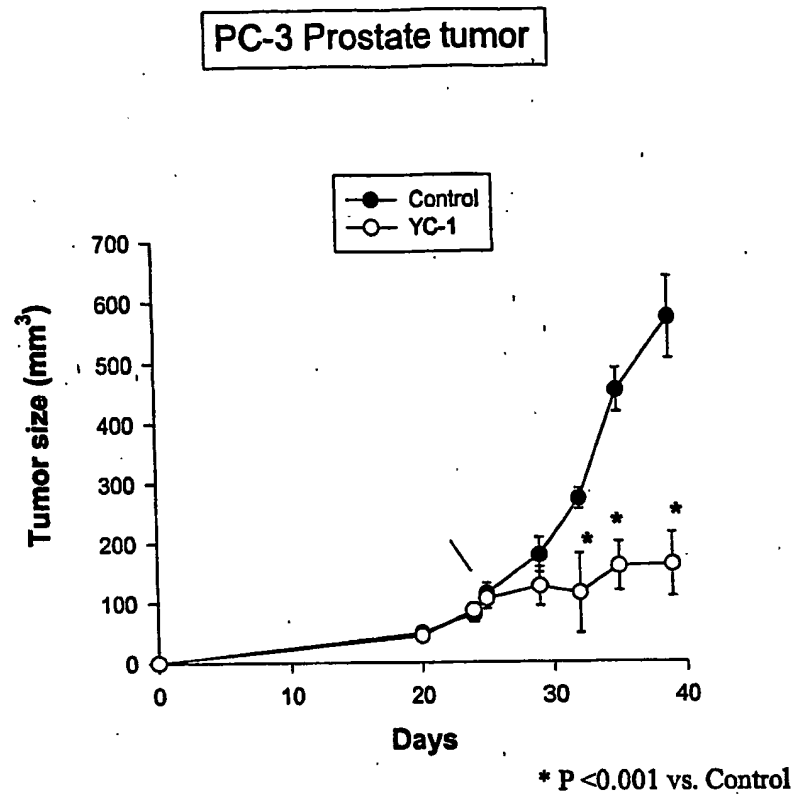 PC-3 Prostate tumor
Control
YC-1
700
600
500
400
300
200
100
0
Tumor size (mm³)
* * *
0 10 20 30 40
Days
* P <0.001 vs. Control